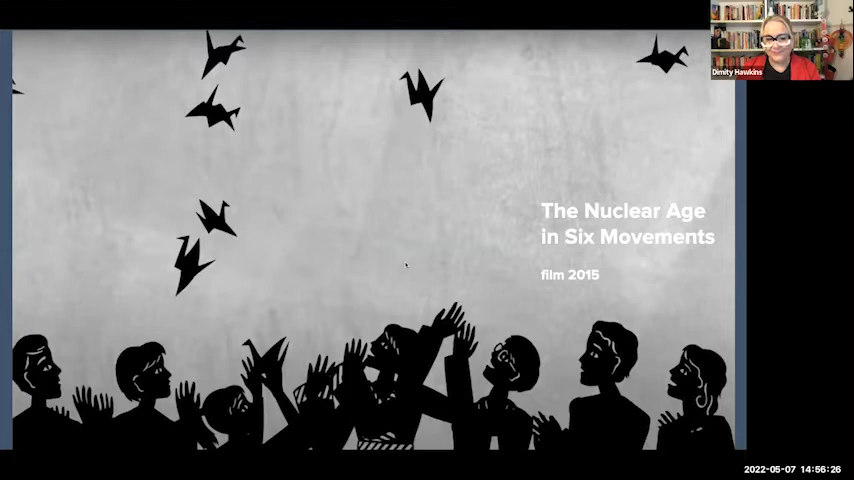 Dimity Hawkins
The Nuclear Age
in Six Movements
film 2015
2022-05-07 14:56:26